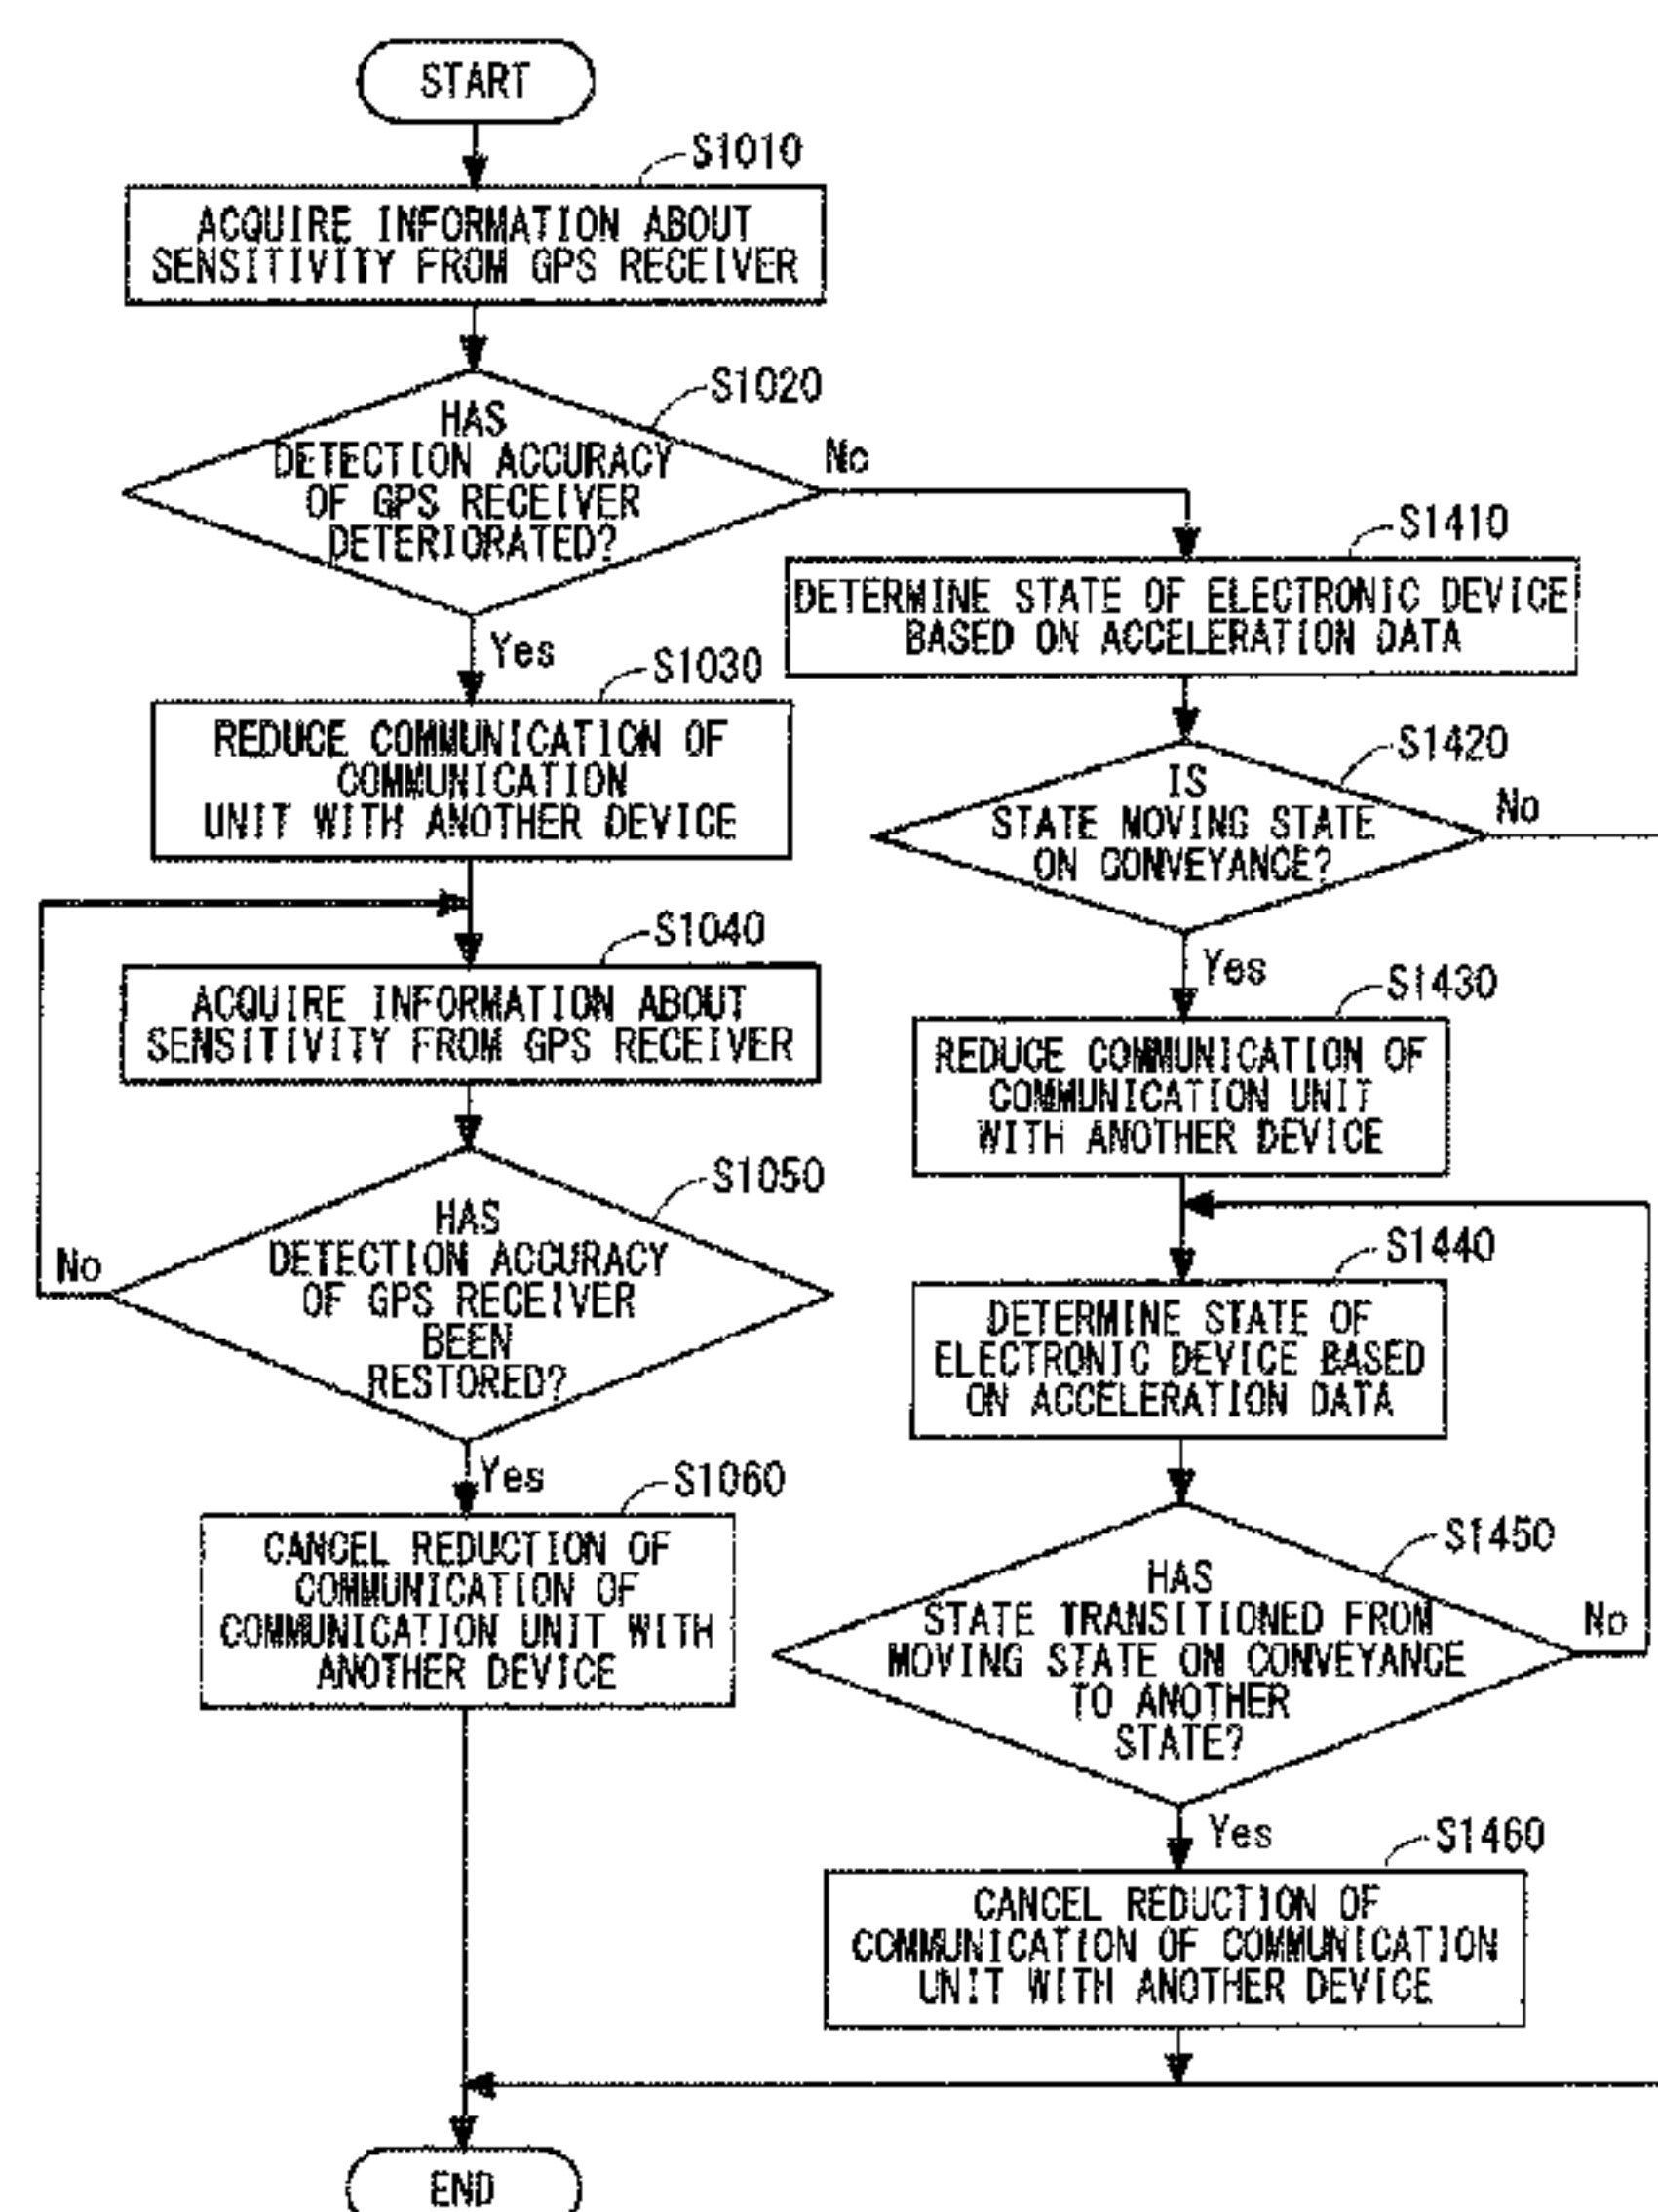 START
S1010
ACQUIRE INFORMATION ABOUT
SENSITIVITY FROM GPS RECEIVER
S1020
HAS
DETECTION ACCURACY
OF GPS RECEIVER
DETERIORATED?
No
Yes
S1030
REDUCE COMMUNICATION OF
COMMUNICATION
UNIT WITH ANOTHER DEVICE
S1040
ACQUIRE INFORMATION ABOUT
SENSITIVITY FROM GPS RECEIVER
S1050
HAS
DETECTION ACCURACY
OF GPS RECEIVER
BEEN
RESTORED?
No
Yes
S1060
CANCEL REDUCTION OF
COMMUNICATION OF
COMMUNICATION UNIT WITH
ANOTHER DEVICE
S1410
DETERMINE STATE OF ELECTRONIC DEVICE
BASED ON ACCELERATION DATA
S1420
IS
STATE MOVING STATE
ON CONVEYANCE?
No
Yes
S1430
REDUCE COMMUNICATION OF
COMMUNICATION UNIT
WITH ANOTHER DEVICE
S1440
DETERMINE STATE OF
ELECTRONIC DEVICE BASED
ON ACCELERATION DATA
S1450
HAS
STATE TRANSITIONED FROM
MOVING STATE ON CONVEYANCE
TO ANOTHER
STATE?
No
Yes
S1460
CANCEL REDUCTION OF
COMMUNICATION OF COMMUNICATION
UNIT WITH ANOTHER DEVICE
END